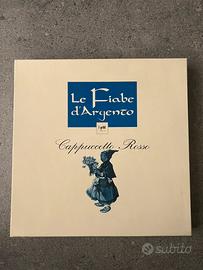 Le Fiabe
d'Argento
Cappuccetto Rosso
subito